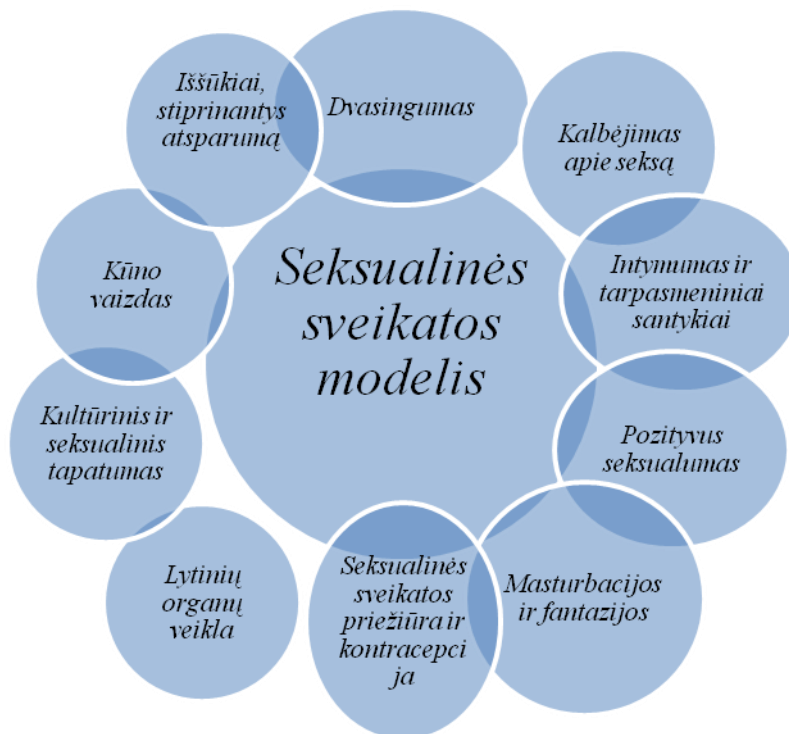 Seksualinės
sveikatos
modelis
Dvasingumas
Kalbėjimas
apie seksą
Intymumas ir
tarpasmeniniai
santykiai
Pozityvus
seksualumas
Masturbacijos
ir fantazijos
Seksualinės
sveikatos
priežiūra ir
kontracepci
ja
Lytinių
organų
veikla
Kultūrinis ir
seksualinis
tapatumas
Kūno
vaizdas
Iššūkiai,
stiprinantys
atsparumą